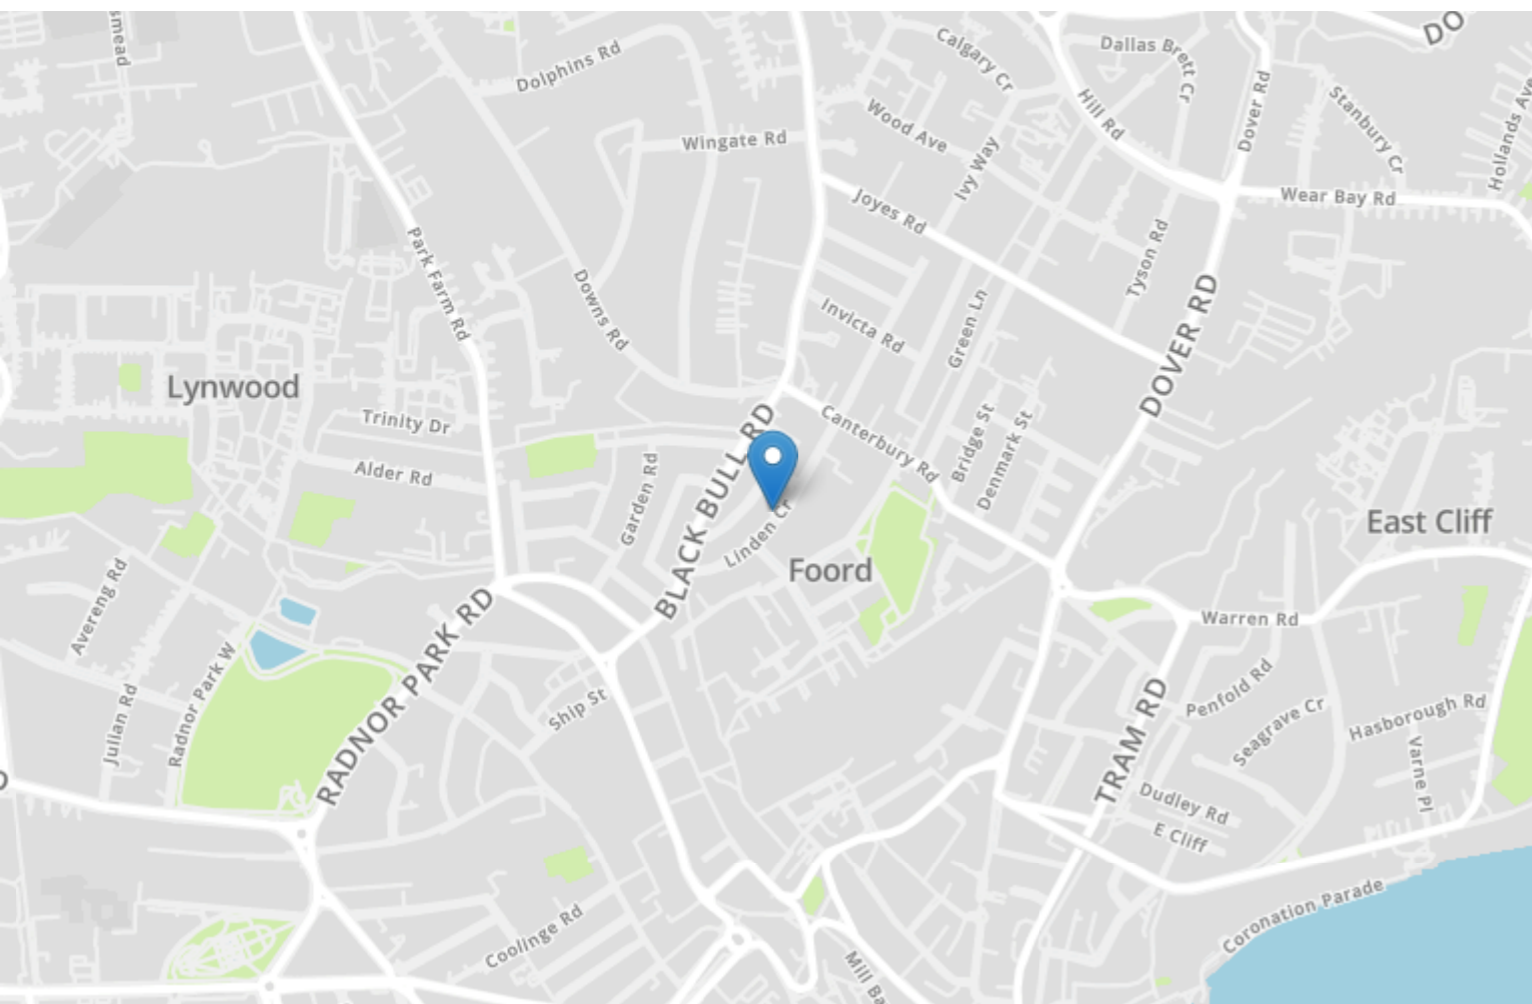 smead
Dolphins Rd
Calgary Cr
Dallas Brett Cr
DO
Hill Rd
Dover Rd
Stanbury Cr
Hollands Ave
Wood Ave
Wingate Rd
Ivy Way
Joyes Rd
Wear Bay Rd
Park Farm Rd
Tyson Rd
Downs Rd
Invicta Rd
Green Ln
DOVER RD
Lynwood
Trinity Dr
Alder Rd
Canterbury Rd
Bridge St
Denmark St
Garden Rd
BLACK BULL RD
Linden Cr
East Cliff
Foord
Avereng Rd
RADNOR PARK RD
Warren Rd
Radnor Park W
Julian Rd
Ship St
Penfold Rd
Seagrave Cr
Hasborough Rd
TRAM RD
Varne Pl
Dudley Rd
E Cliff
Coronation Parade
Coolinge Rd
Mill Ba